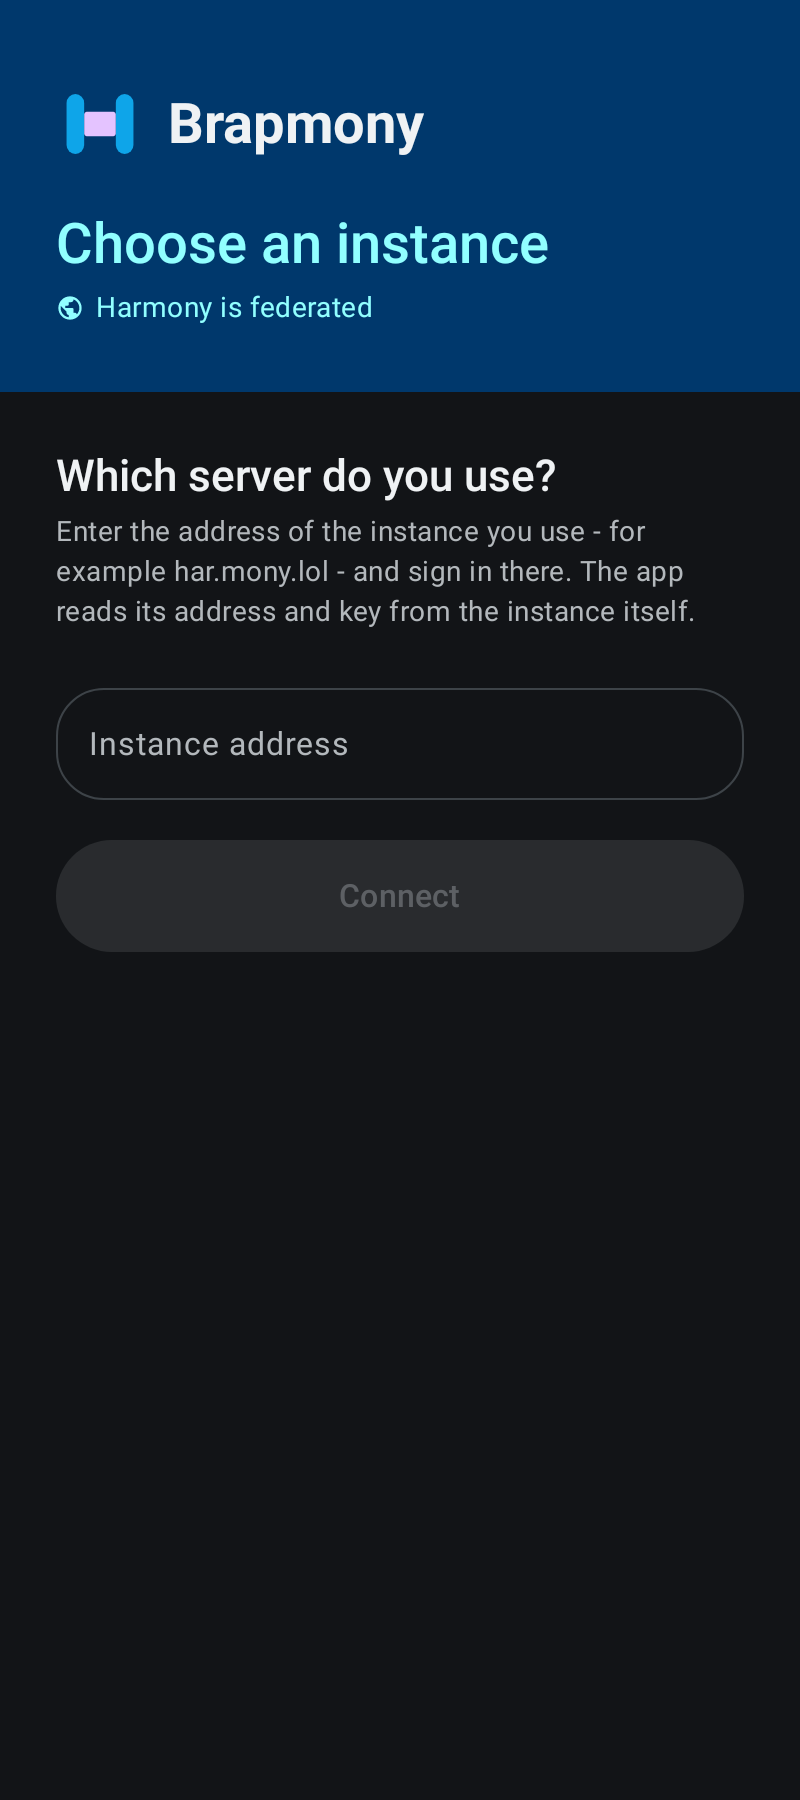 Brapmony
Choose an instance
Harmony is federated
Which server do you use?
Enter the address of the instance you use - for
example har.mony.lol - and sign in there. The app
reads its address and key from the instance itself.
Instance address
Connect